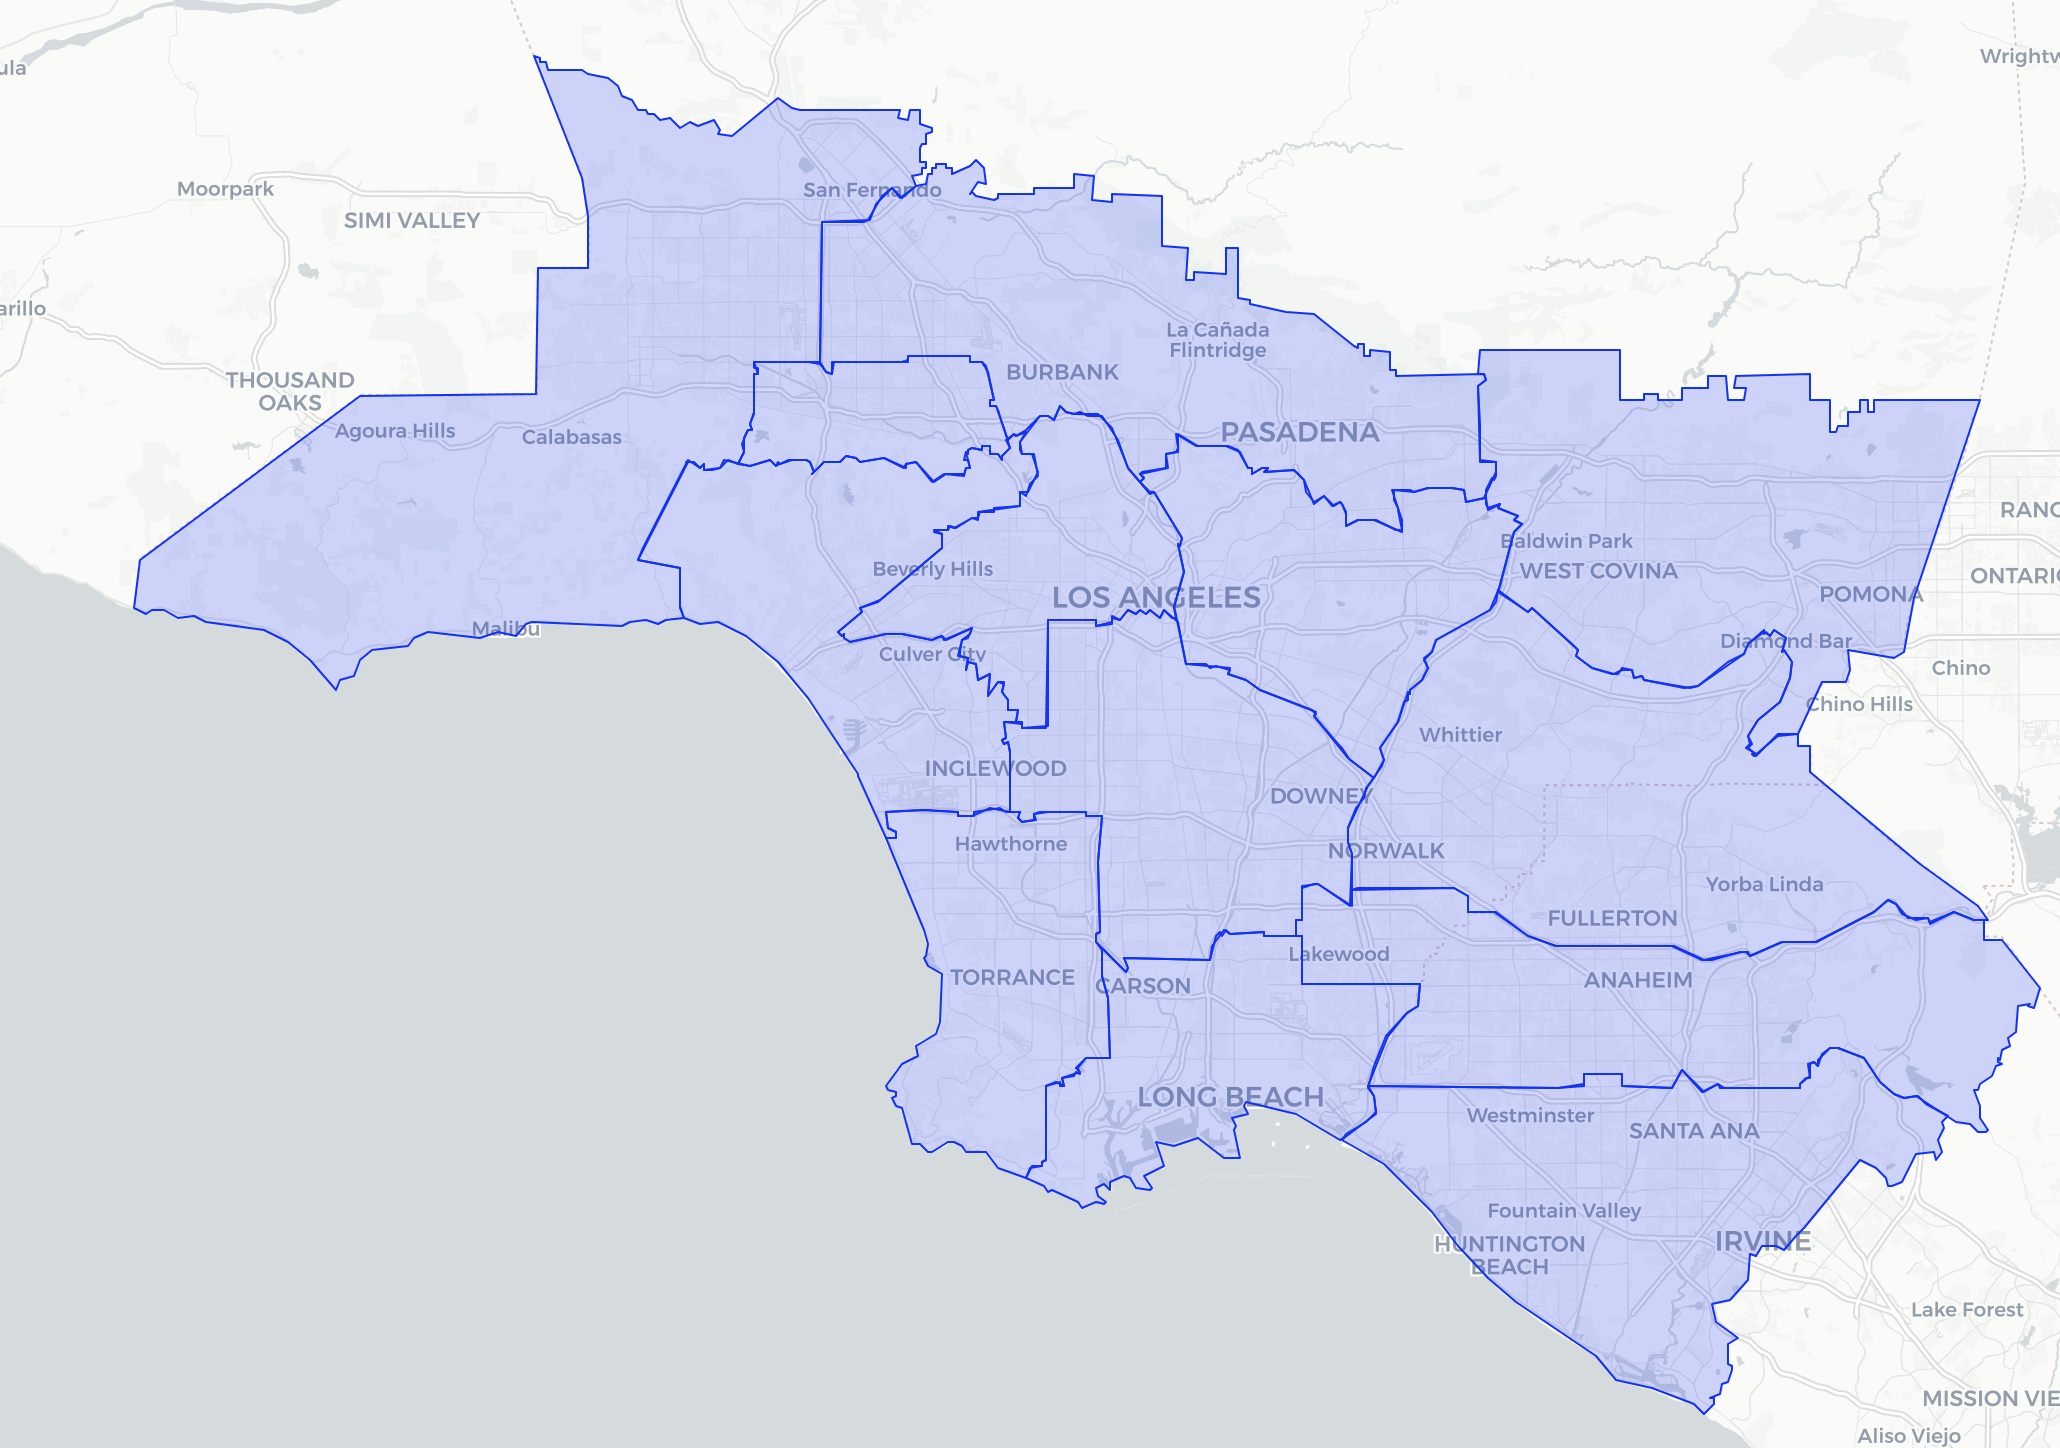 Wrightw
ula
Moorpark
San Fernando
SIMI VALLEY
arillo
La Cañada
Flintridge
BURBANK
THOUSAND
OAKS
Agoura Hills
Calabasas
PASADENA
RANC
Baldwin Park
Beverly Hills
WEST COVINA
ONTARIO
LOS ANGELES
POMONA
Malibu
Diamond Bar
Culver City
Chino
Chino Hills
Whittier
INGLEWOOD
DOWNEY
Hawthorne
NORWALK
Yorba Linda
FULLERTON
Lakewood
TORRANCE
CARSON
ANAHEIM
LONG BEACH
Westminster
SANTA ANA
Fountain Valley
HUNTINGTON
BEACH
IRVINE
Lake Forest
MISSION VIE
Aliso Viejo